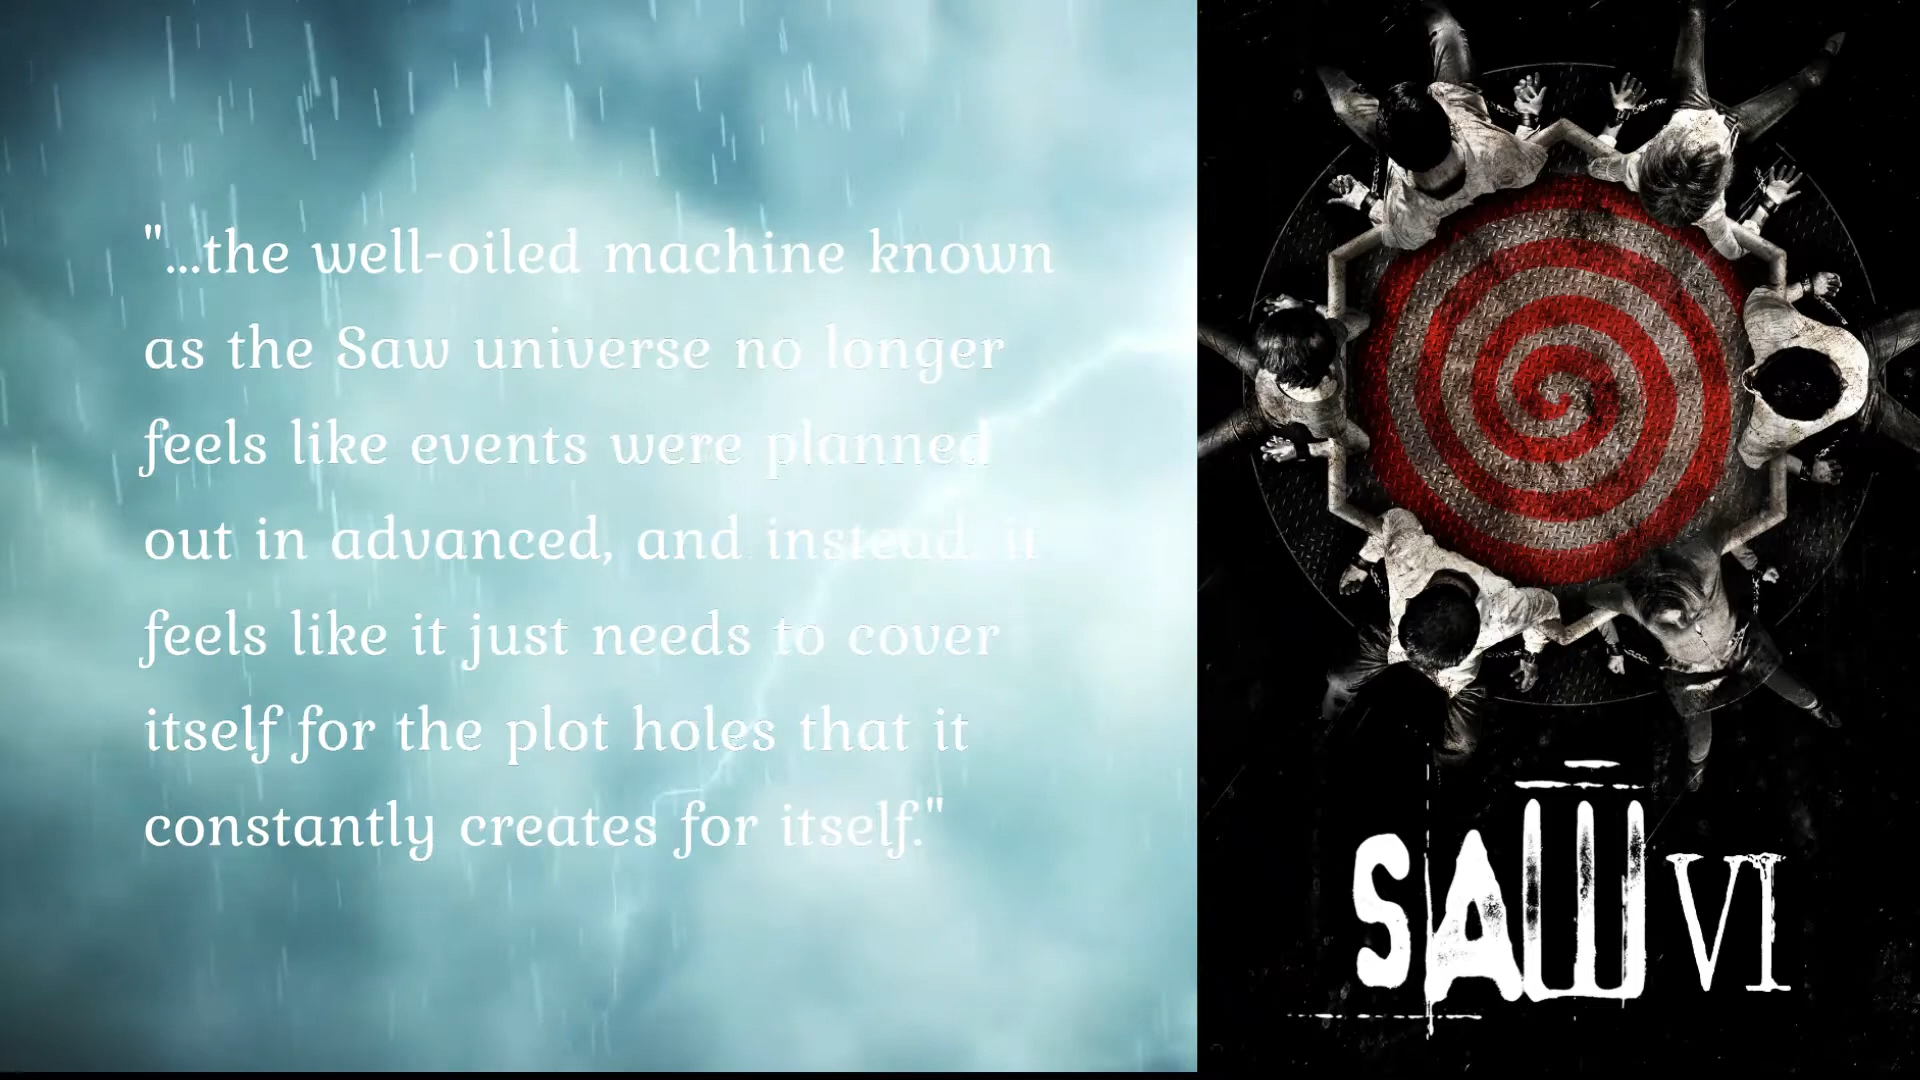 "...the well-oiled machine known
as the Saw universe no longer
feels like events were planned
out in advanced, and instead, it
feels like it just needs to cover
itself for the plot holes that it
constantly creates for itself."
SAW VI